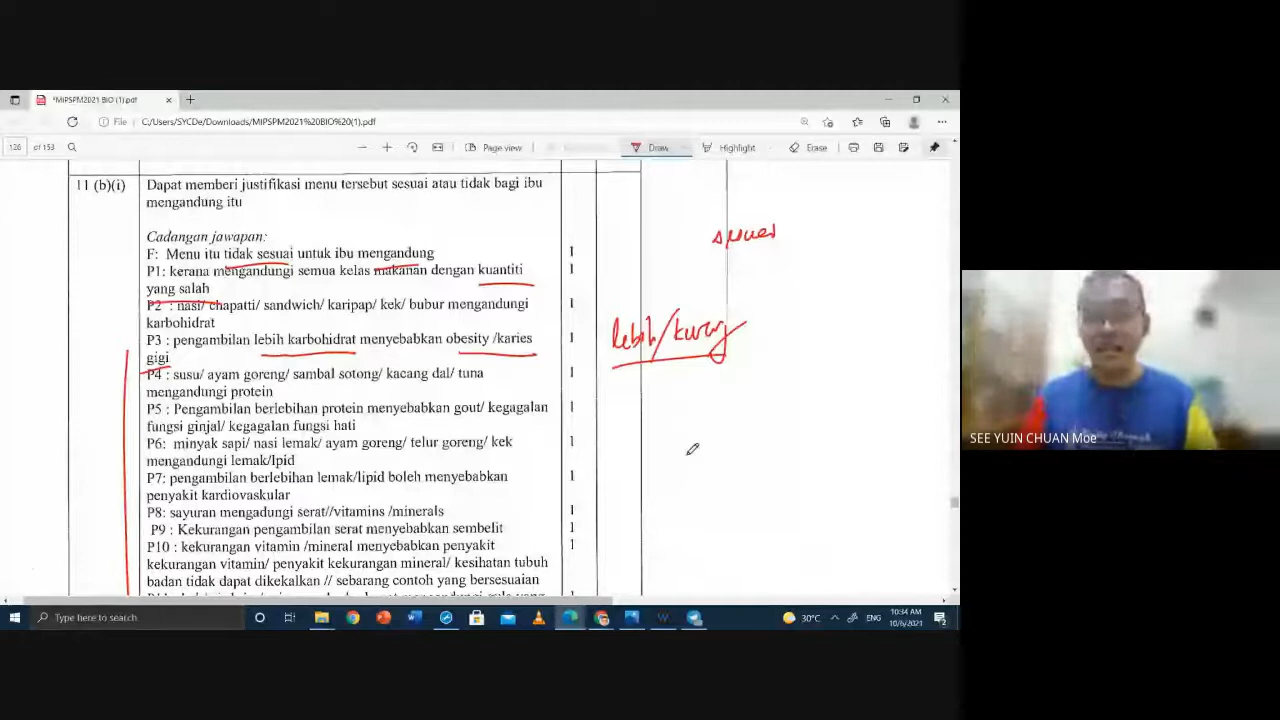 *MIPSPM2021 BIO (1).pdf
File C:/Users/SYCDe/Downloads/MIPSPM2021%20BIO%20(1).pdf
126 of 153 Page view Draw Highlight Erase
11 (b)(i) Dapat memberi justifikasi menu tersebut sesuai atau tidak bagi ibu
mengandung itu
Cadangan jawapan:
F: Menu itu tidak sesuai untuk ibu mengandung 1
P1: kerana mengandungi semua kelas makanan dengan kuantiti 1
yang salah
P2 : nasi/ chapatti/ sandwich/ karipap/ kek/ bubur mengandungi 1
karbohidrat
P3 : pengambilan lebih karbohidrat menyebabkan obesity /karies 1
gigi
lebih/kurang
P4 : susu/ ayam goreng/ sambal sotong/ kacang dal/ tuna 1
mengandungi protein
P5 : Pengambilan berlebihan protein menyebabkan gout/ kegagalan 1
fungsi ginjal/ kegagalan fungsi hati
P6: minyak sapi/ nasi lemak/ ayam goreng/ telur goreng/ kek 1
mengandungi lemak/lpid
P7: pengambilan berlebihan lemak/lipid boleh menyebabkan 1
penyakit kardiovaskular
P8: sayuran mengadungi serat//vitamins /minerals 1
P9 : Kekurangan pengambilan serat menyebabkan sembelit 1
P10 : kekurangan vitamin /mineral menyebabkan penyakit 1
kekurangan vitamin/ penyakit kekurangan mineral/ kesihatan tubuh
badan tidak dapat dikekalkan // sebarang contoh yang bersesuaian
SEE YUIN CHUAN Moe
Type here to search
30°C ENG 10:34 AM
10/6/2021